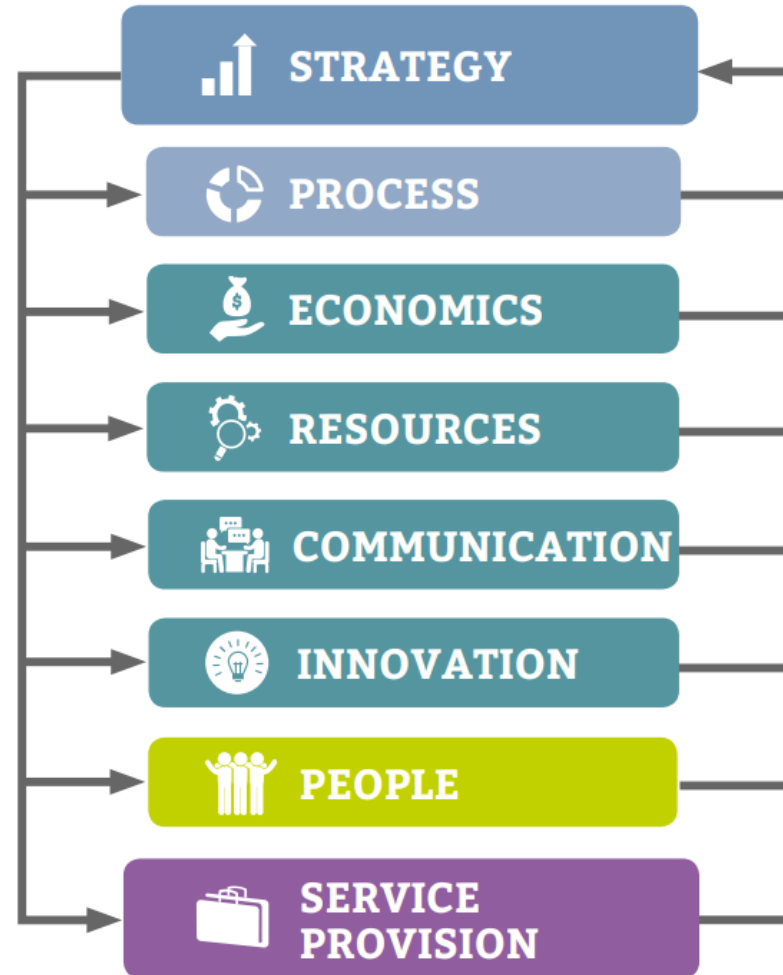 STRATEGY
PROCESS
$
ECONOMICS
RESOURCES
COMMUNICATION
INNOVATION
PEOPLE
SERVICE
PROVISION